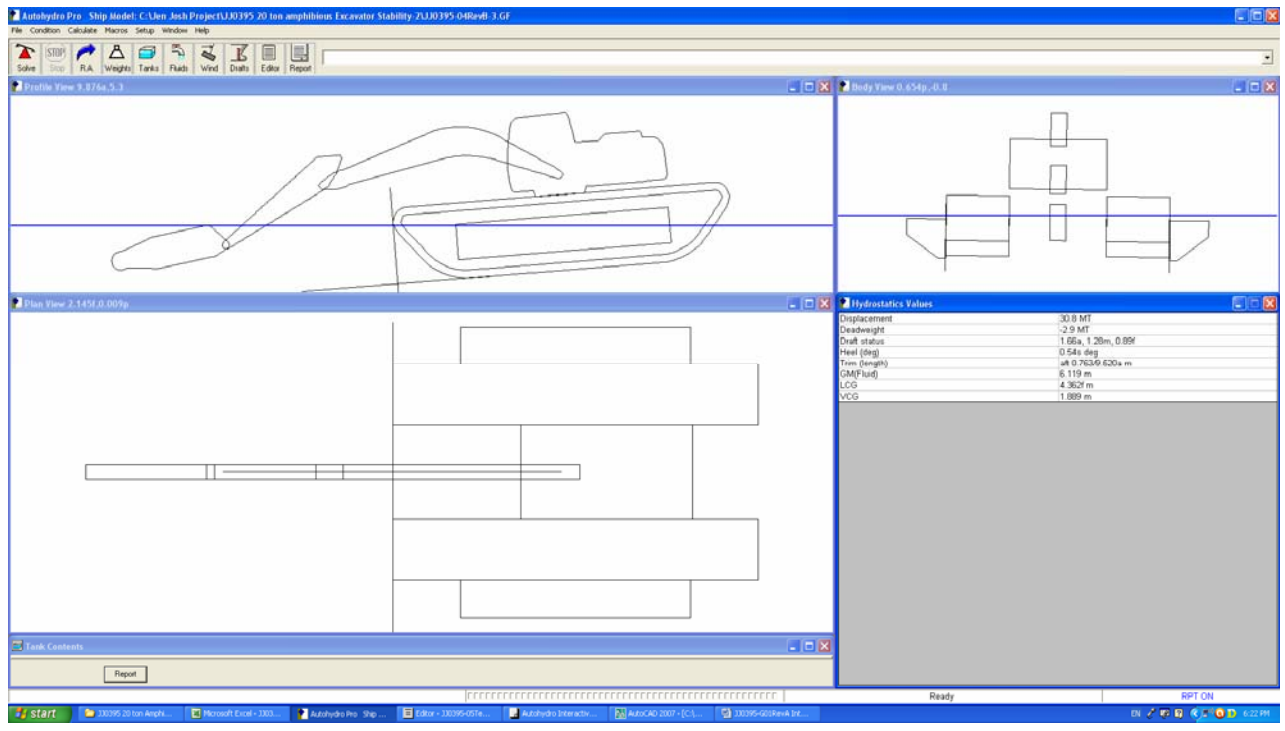 Autohydro Pro Ship Model: C:\Jen Josh Project\JJ0395 20 ton amphibious Excavator Stability-2\JJ0395-04RevB-3.GF
File Condition Calculate Macros Setup Window Help
Solve Stop R.A. Weights Tanks Fluids Wind Drafts Editor Report
Profile View 9.876a,5.3
Body View 0.654p,-0.8
Plan View 2.145f,0.009p
Hydrostatics Values
Displacement 30.8 MT
Deadweight -2.9 MT
Draft status 1.66a, 1.28m, 0.89f
Heel (deg) 0.54s deg
Trim (length) aft 0.763/9.620a m
GM(Fluid) 6.119 m
LCG 4.362f m
VCG 1.889 m
Tank Contents
Report
Ready RPT ON
start JJ0395 20 ton Amphi... Microsoft Excel - JJ03... Autohydro Pro Ship ... Editor - JJ0395-05Te... Autohydro Interactiv... AutoCAD 2007 - [C:\... JJ0395-G01RevA Int... EN 6:22 PM